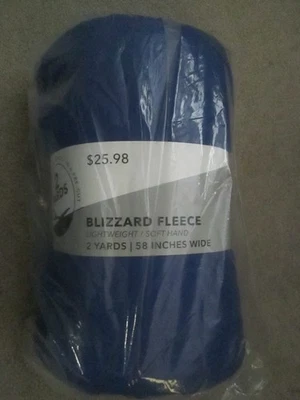 $25.98
BLIZZARD FLEECE
LIGHTWEIGHT / SOFT HAND
2 YARDS | 58 INCHES WIDE